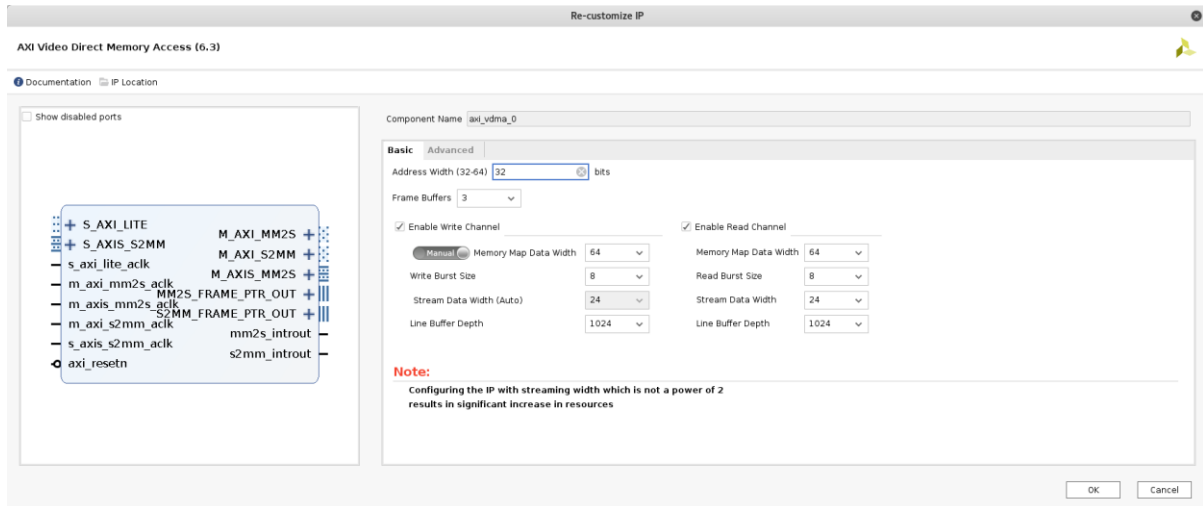 Re-customize IP
AXI Video Direct Memory Access (6.3)
Documentation IP Location
Show disabled ports
S_AXI_LITE
S_AXIS_S2MM
s_axi_lite_aclk
m_axi_mm2s_aclk
m_axis_mm2s_aclk
m_axi_s2mm_aclk
s_axis_s2mm_aclk
axi_resetn
M_AXI_MM2S
M_AXI_S2MM
M_AXIS_MM2S
MM2S_FRAME_PTR_OUT
S2MM_FRAME_PTR_OUT
mm2s_introut
s2mm_introut
Component Name axi_vdma_0
Basic Advanced
Address Width (32-64) 32 bits
Frame Buffers 3
Enable Write Channel Enable Read Channel
Manual Memory Map Data Width 64 Memory Map Data Width 64
Write Burst Size 8 Read Burst Size 8
Stream Data Width (Auto) 24 Stream Data Width 24
Line Buffer Depth 1024 Line Buffer Depth 1024
Note:
Configuring the IP with streaming width which is not a power of 2
results in significant increase in resources
OK Cancel